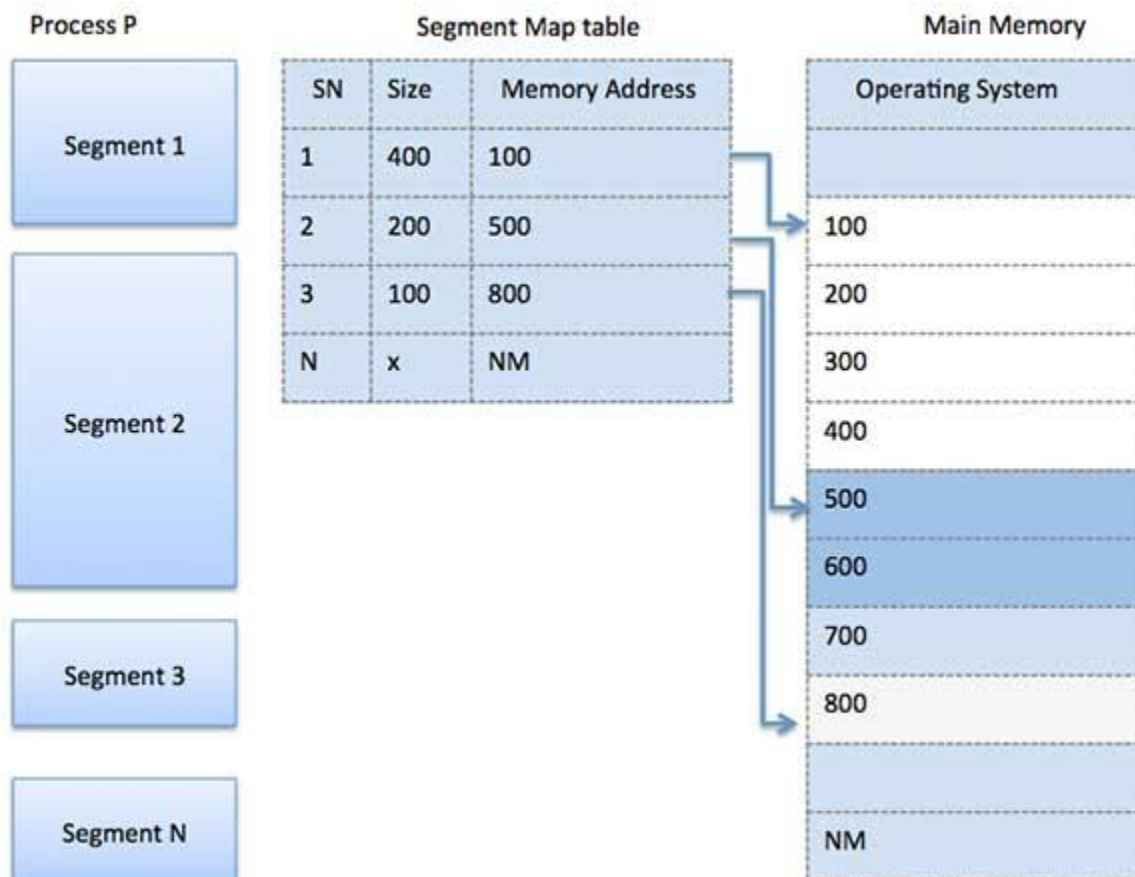 Process P
Segment 1
Segment 2
Segment 3
Segment N
Segment Map table
SN Size Memory Address
1 400 100
2 200 500
3 100 800
N x NM
Main Memory
Operating System
100
200
300
400
500
600
700
800
NM